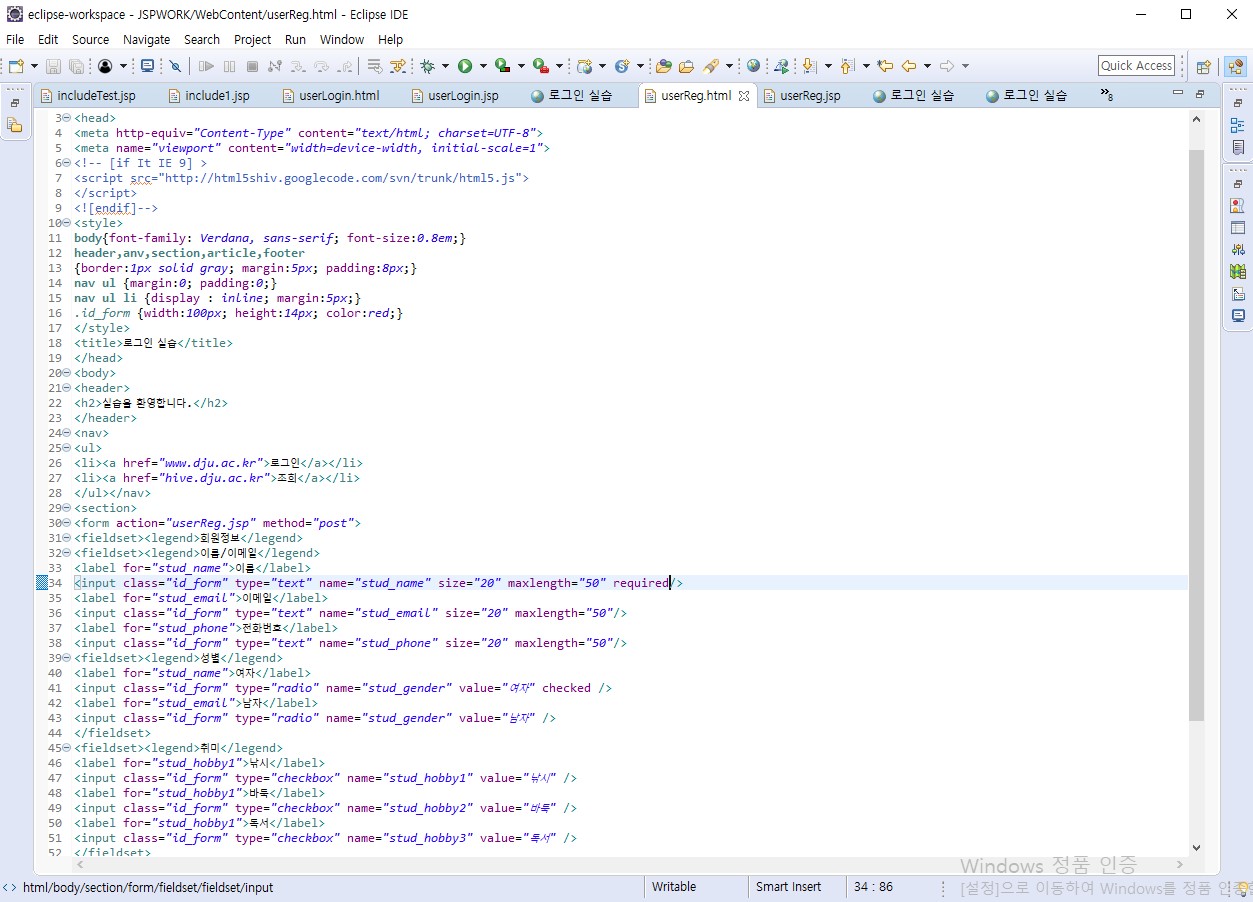 eclipse-workspace - JSPWORK/WebContent/userReg.html - Eclipse IDE
File Edit Source Navigate Search Project Run Window Help
Quick Access
includeTest.jsp include1.jsp userLogin.html userLogin.jsp 로그인 실습 userReg.html userReg.jsp 로그인 실습 로그인 실습 »8
3 <head>
4 <meta http-equiv="Content-Type" content="text/html; charset=UTF-8">
5 <meta name="viewport" content="width=device-width, initial-scale=1">
6 <!-- [if It IE 9] >
7 <script src="http://html5shiv.googlecode.com/svn/trunk/html5.js">
8 </script>
9 <![endif]-->
10 <style>
11 body{font-family: Verdana, sans-serif; font-size:0.8em;}
12 header,anv,section,article,footer
13 {border:1px solid gray; margin:5px; padding:8px;}
14 nav ul {margin:0; padding:0;}
15 nav ul li {display : inline; margin:5px;}
16 .id_form {width:100px; height:14px; color:red;}
17 </style>
18 <title>로그인 실습</title>
19 </head>
20 <body>
21 <header>
22 <h2>실습을 환영합니다.</h2>
23 </header>
24 <nav>
25 <ul>
26 <li><a href="www.dju.ac.kr">로그인</a></li>
27 <li><a href="hive.dju.ac.kr">조회</a></li>
28 </ul></nav>
29 <section>
30 <form action="userReg.jsp" method="post">
31 <fieldset><legend>회원정보</legend>
32 <fieldset><legend>이름/이메일</legend>
33 <label for="stud_name">이름</label>
34 <input class="id_form" type="text" name="stud_name" size="20" maxlength="50" required/>
35 <label for="stud_email">이메일</label>
36 <input class="id_form" type="text" name="stud_email" size="20" maxlength="50"/>
37 <label for="stud_phone">전화번호</label>
38 <input class="id_form" type="text" name="stud_phone" size="20" maxlength="50"/>
39 <fieldset><legend>성별</legend>
40 <label for="stud_name">여자</label>
41 <input class="id_form" type="radio" name="stud_gender" value="여자" checked />
42 <label for="stud_email">남자</label>
43 <input class="id_form" type="radio" name="stud_gender" value="남자" />
44 </fieldset>
45 <fieldset><legend>취미</legend>
46 <label for="stud_hobby1">낚시</label>
47 <input class="id_form" type="checkbox" name="stud_hobby1" value="낚시" />
48 <label for="stud_hobby1">바둑</label>
49 <input class="id_form" type="checkbox" name="stud_hobby2" value="바둑" />
50 <label for="stud_hobby1">독서</label>
51 <input class="id_form" type="checkbox" name="stud_hobby3" value="독서" />
52 </fieldset>
Windows 정품 인증
[설정]으로 이동하여 Windows를 정품 인증
html/body/section/form/fieldset/fieldset/input Writable Smart Insert 34 : 86